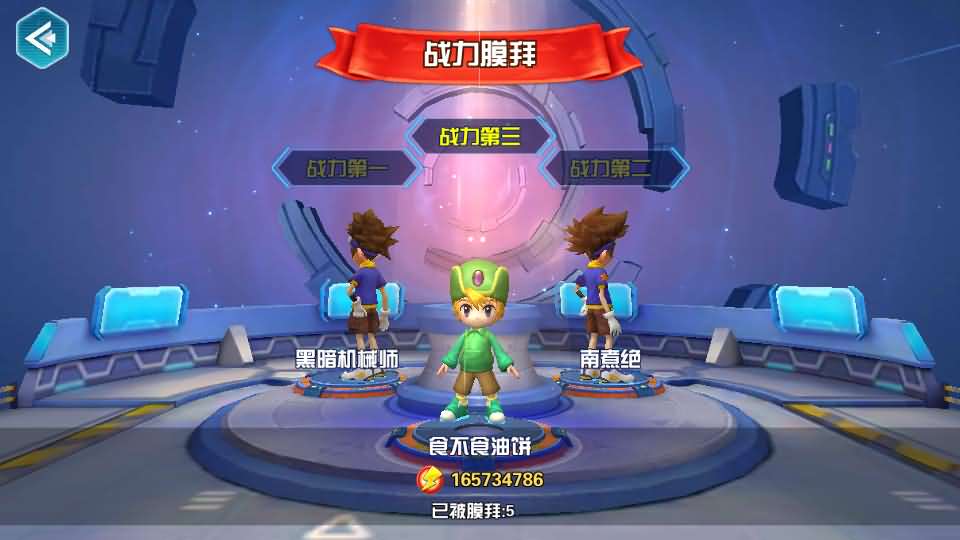 战力膜拜
战力第三
战力第一
战力第二
黑暗机械师
南煮绝
食不食油饼
165734786
已被膜拜:5